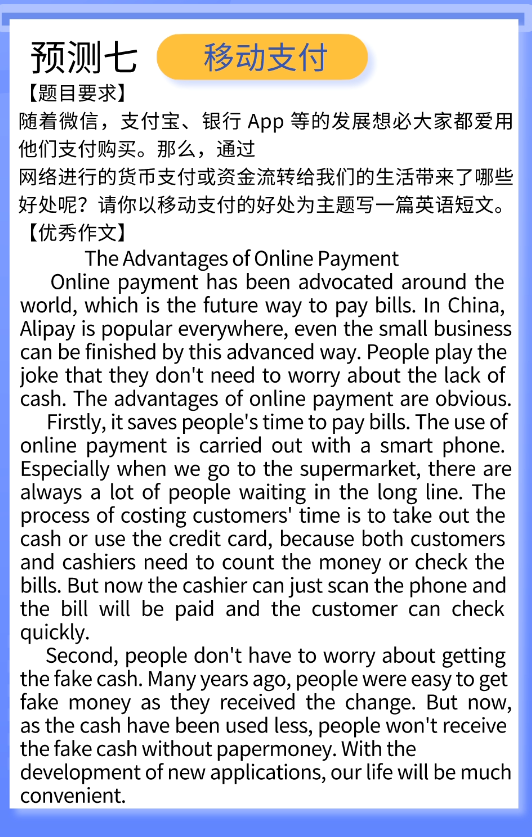 预测七 移动支付
【题目要求】
随着微信，支付宝、银行 App 等的发展想必大家都爱用
他们支付购买。那么，通过
网络进行的货币支付或资金流转给我们的生活带来了哪些
好处呢？请你以移动支付的好处为主题写一篇英语短文。
【优秀作文】
The Advantages of Online Payment
Online payment has been advocated around the
world, which is the future way to pay bills. In China,
Alipay is popular everywhere, even the small business
can be finished by this advanced way. People play the
joke that they don't need to worry about the lack of
cash. The advantages of online payment are obvious.
Firstly, it saves people's time to pay bills. The use of
online payment is carried out with a smart phone.
Especially when we go to the supermarket, there are
always a lot of people waiting in the long line. The
process of costing customers' time is to take out the
cash or use the credit card, because both customers
and cashiers need to count the money or check the
bills. But now the cashier can just scan the phone and
the bill will be paid and the customer can check
quickly.
Second, people don't have to worry about getting
the fake cash. Many years ago, people were easy to get
fake money as they received the change. But now,
as the cash have been used less, people won't receive
the fake cash without papermoney. With the
development of new applications, our life will be much
convenient.